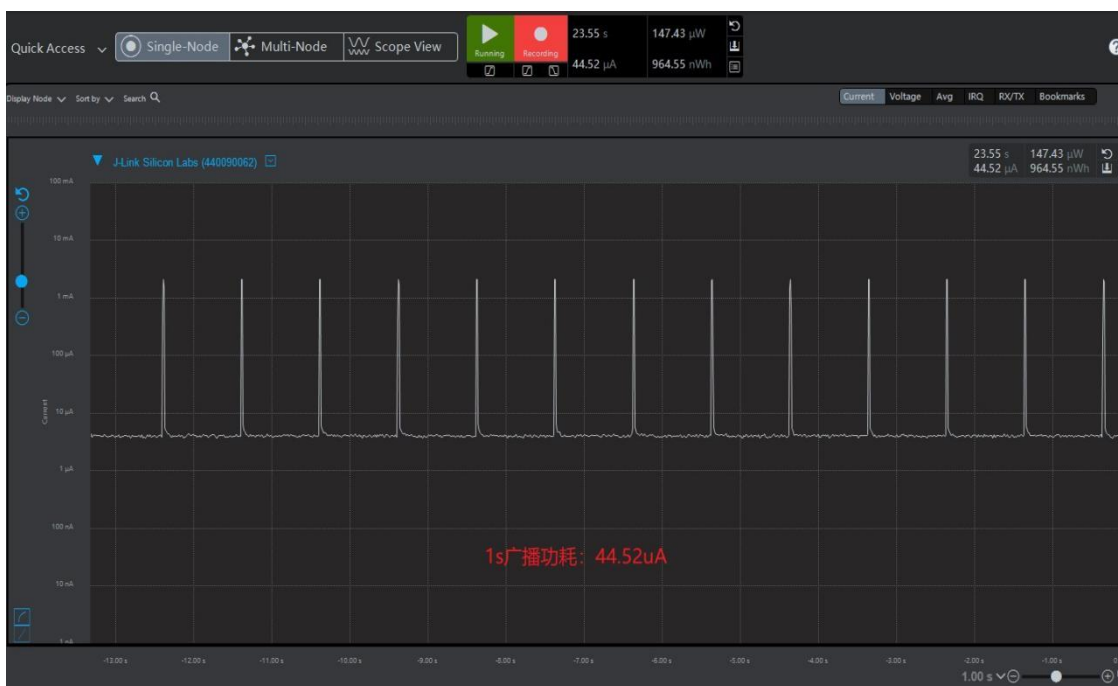 Quick Access
Single-Node
Multi-Node
Scope View
Running
Recording
23.55 s
147.43 µW
44.52 µA
964.55 nWh
Display Node
Sort by
Search
Current
Voltage
Avg
IRQ
RX/TX
Bookmarks
J-Link Silicon Labs (440090062)
23.55 s
147.43 µW
44.52 µA
964.55 nWh
100 mA
10 mA
1 mA
100 µA
10 µA
1 µA
100 nA
10 nA
1 nA
Current
1s广播功耗：44.52uA
-13.00 s
-12.00 s
-11.00 s
-10.00 s
-9.00 s
-8.00 s
-7.00 s
-6.00 s
-5.00 s
-4.00 s
-3.00 s
-2.00 s
-1.00 s
0
1.00 s